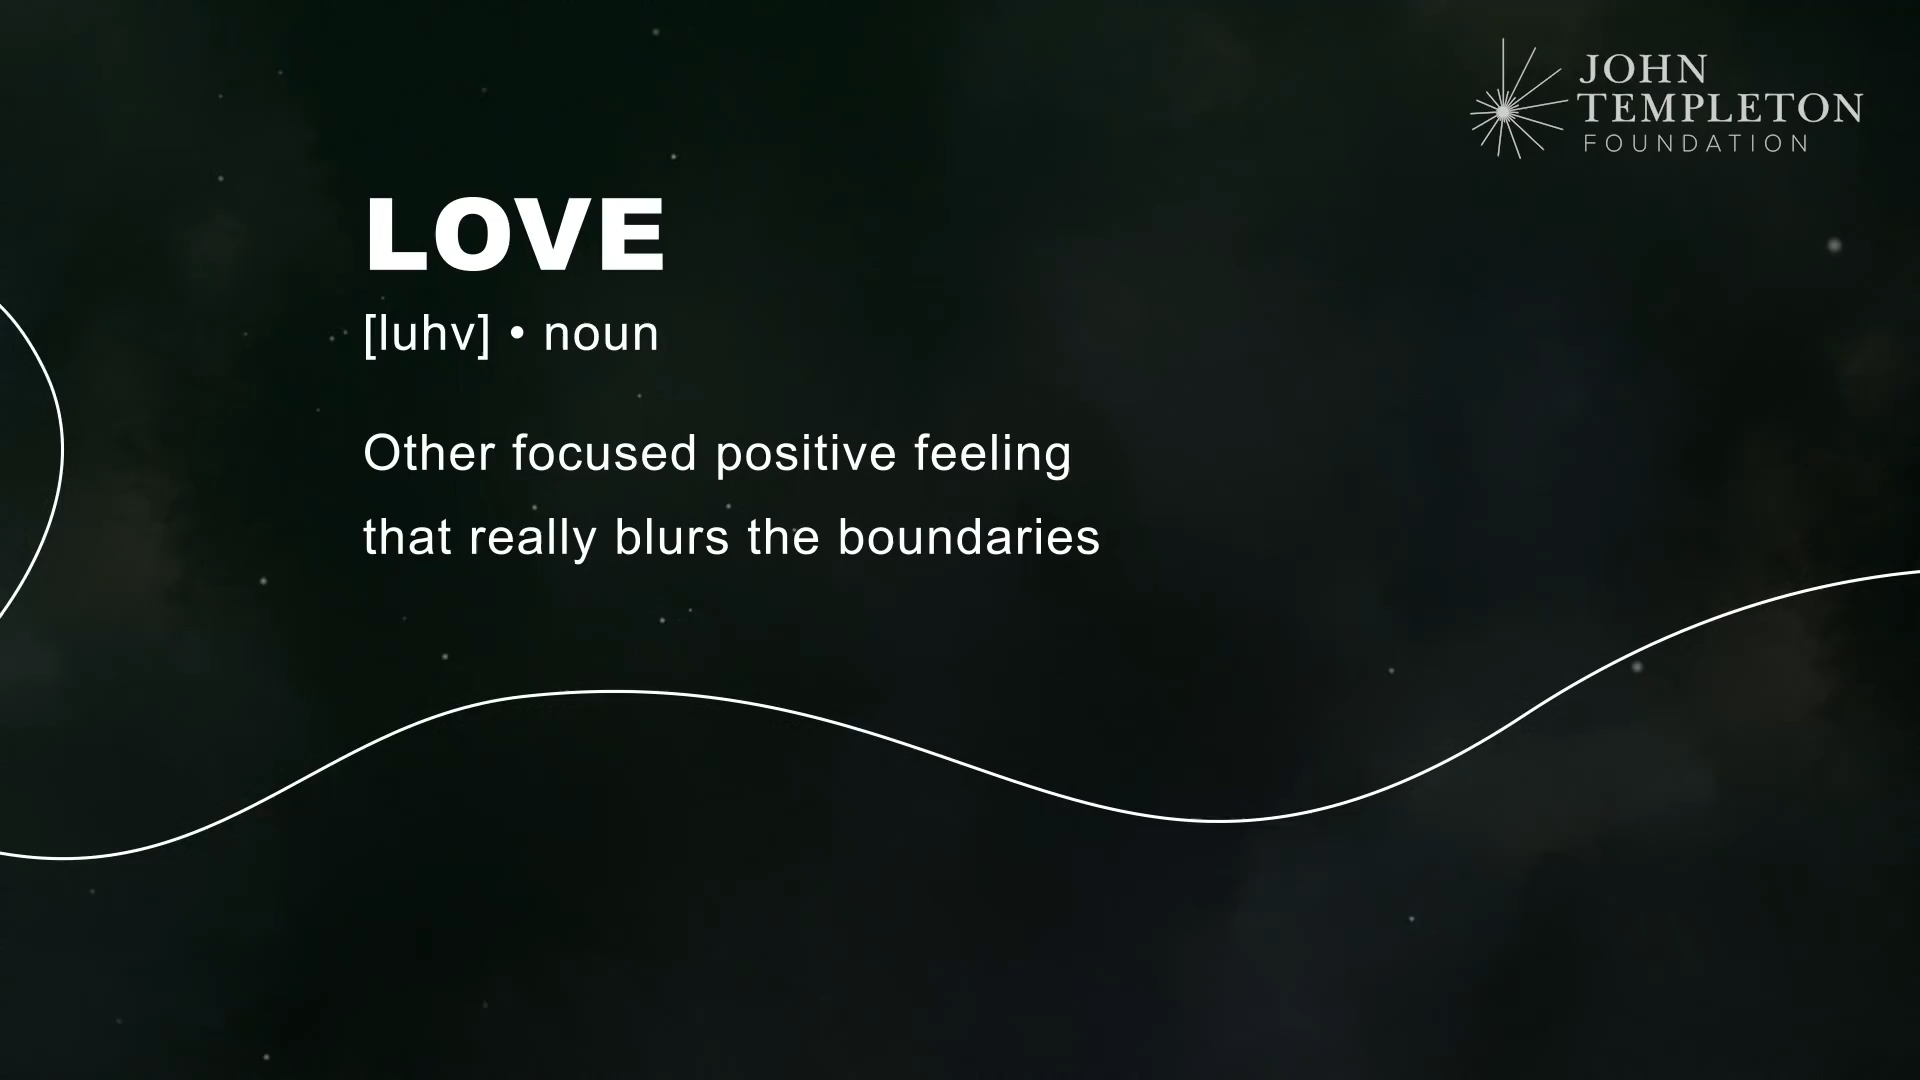 JOHN
TEMPLETON
FOUNDATION
LOVE
[luhv] • noun
Other focused positive feeling
that really blurs the boundaries